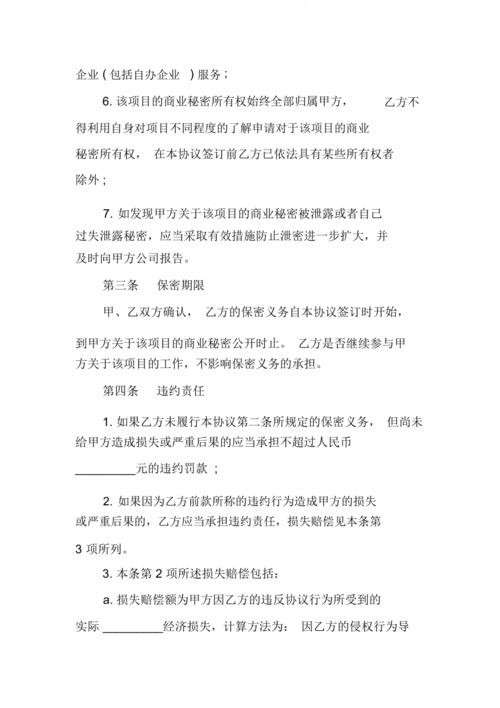 企业 ( 包括自办企业 ) 服务；
6. 该项目的商业秘密所有权始终全部归属甲方， 乙方不
得利用自身对项目不同程度的了解申请对于该项目的商业
秘密所有权， 在本协议签订前乙方已依法具有某些所有权者
除外 ;
7. 如发现甲方关于该项目的商业秘密被泄露或者自己
过失泄露秘密，应当采取有效措施防止泄密进一步扩大，并
及时向甲方公司报告。
第三条 保密期限
甲、乙双方确认， 乙方的保密义务自本协议签订时开始，
到甲方关于该项目的商业秘密公开时止。 乙方是否继续参与甲
方关于该项目的工作，不影响保密义务的承担。
第四条 违约责任
1. 如果乙方未履行本协议第二条所规定的保密义务， 但尚未
给甲方造成损失或严重后果的应当承担不超过人民币
_________元的违约罚款 ；
2. 如果因为乙方前款所称的违约行为造成甲方的损失
或严重后果的，乙方应当承担违约责任，损失赔偿见本条第
3 项所列。
3. 本条第 2 项所述损失赔偿包括：
a. 损失赔偿额为甲方因乙方的违反协议行为所受到的
实际 _________经济损失，计算方法为： 因乙方的侵权行为导